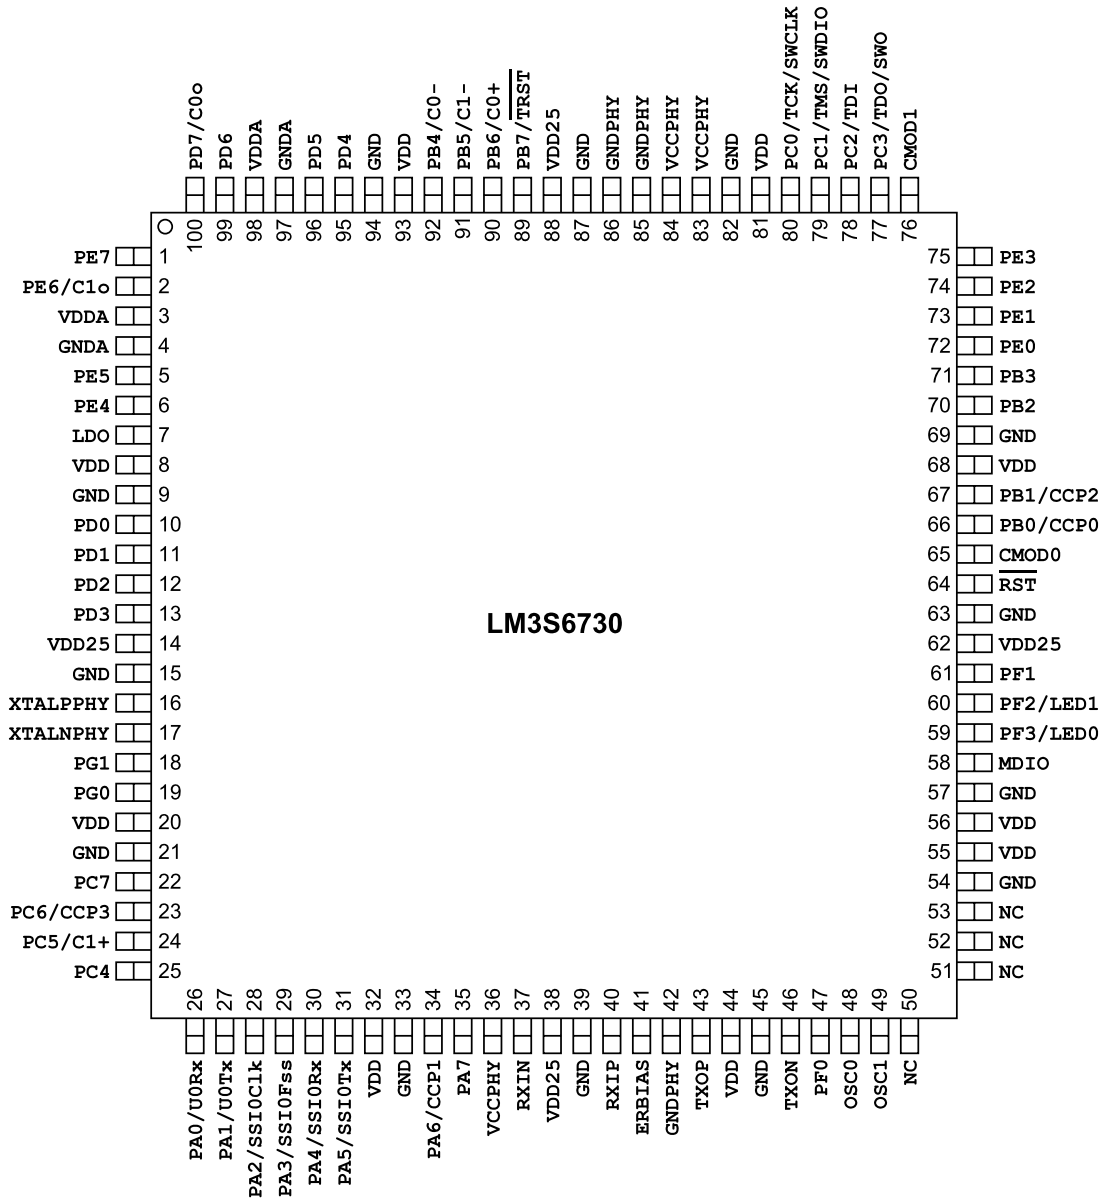 PD7/C0o
PD6
VDDA
GNDA
PD5
PD4
GND
VDD
PB4/C0-
PB5/C1-
PB6/C0+
PB7/TRST
VDD25
GND
GNDPHY
GNDPHY
VCCPHY
VCCPHY
GND
VDD
PC0/TCK/SWCLK
PC1/TMS/SWDIO
PC2/TDI
PC3/TDO/SWO
CMOD1
100 99 98 97 96 95 94 93 92 91 90 89 88 87 86 85 84 83 82 81 80 79 78 77 76
PE7 1
PE6/C1o 2
VDDA 3
GNDA 4
PE5 5
PE4 6
LDO 7
VDD 8
GND 9
PD0 10
PD1 11
PD2 12
PD3 13
VDD25 14
GND 15
XTALPPHY 16
XTALNPHY 17
PG1 18
PG0 19
VDD 20
GND 21
PC7 22
PC6/CCP3 23
PC5/C1+ 24
PC4 25
LM3S6730
75 PE3
74 PE2
73 PE1
72 PE0
71 PB3
70 PB2
69 GND
68 VDD
67 PB1/CCP2
66 PB0/CCP0
65 CMOD0
64 RST
63 GND
62 VDD25
61 PF1
60 PF2/LED1
59 PF3/LED0
58 MDIO
57 GND
56 VDD
55 VDD
54 GND
53 NC
52 NC
51 NC
26 27 28 29 30 31 32 33 34 35 36 37 38 39 40 41 42 43 44 45 46 47 48 49 50
PA0/U0Rx
PA1/U0Tx
PA2/SSI0Clk
PA3/SSI0Fss
PA4/SSI0Rx
PA5/SSI0Tx
VDD
GND
PA6/CCP1
PA7
VCCPHY
RXIN
VDD25
GND
RXIP
ERBIAS
GNDPHY
TXOP
VDD
GND
TXON
PF0
OSC0
OSC1
NC